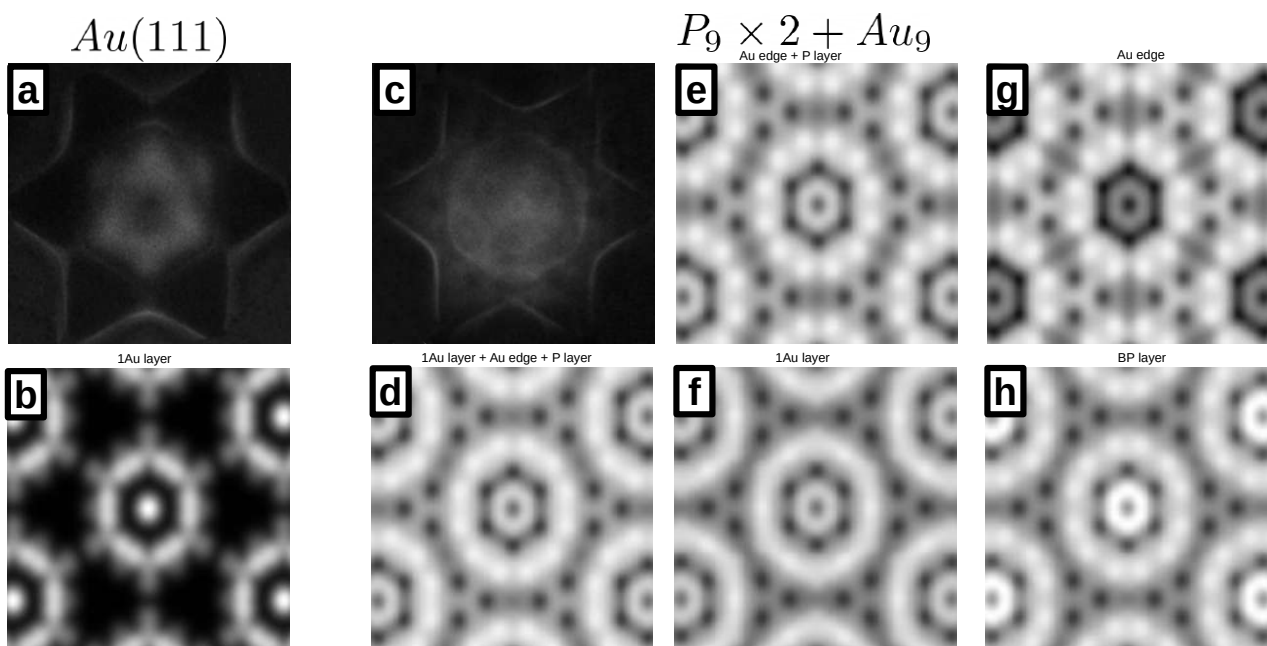 Au(111)
P₉ × 2 + Au₉
Au edge + P layer
Au edge
a
c
e
g
1Au layer
1Au layer + Au edge + P layer
1Au layer
BP layer
b
d
f
h